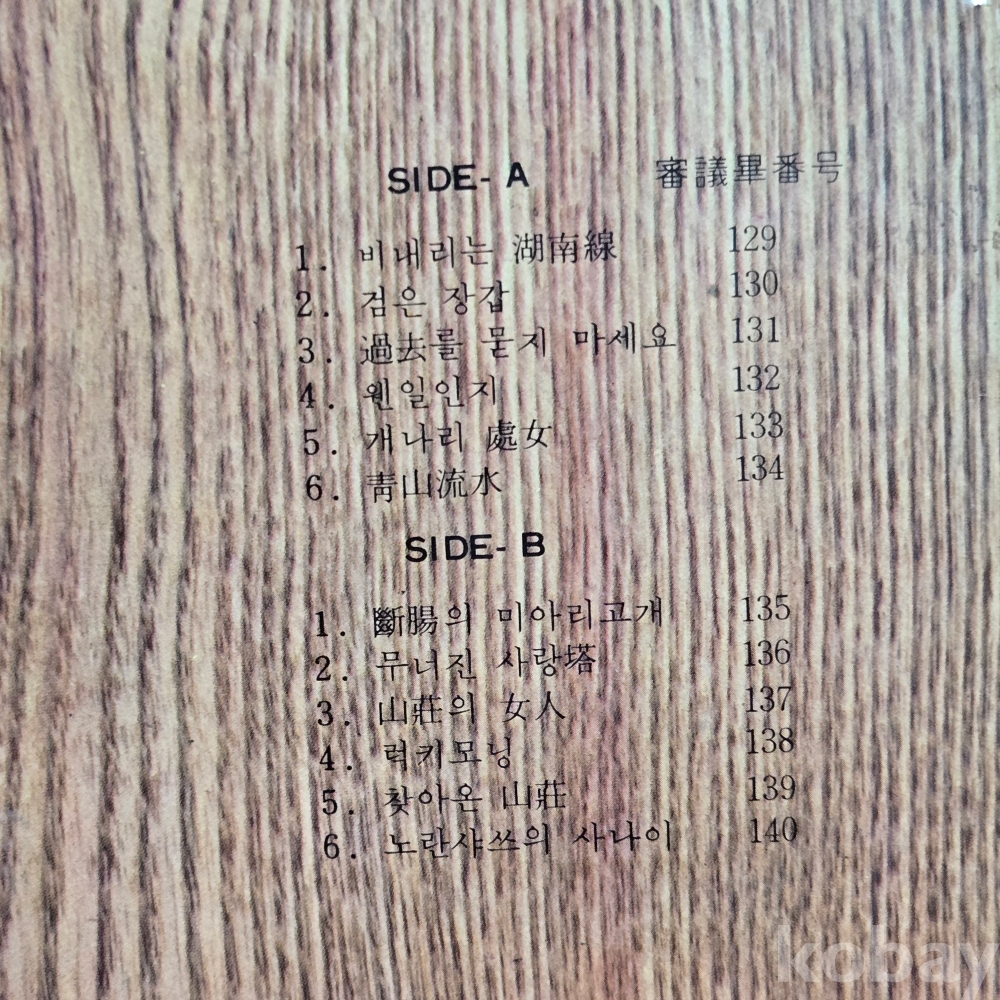 SIDE- A 審議畢番号
1. 비내리는 湖南線 129
2. 검은 장갑 130
3. 過去를 묻지 마세요 131
4. 웬일인지 132
5. 개나리 處女 133
6. 靑山流水 134
SIDE- B
1. 斷腸의 미아리고개 135
2. 무너진 사랑塔 136
3. 山莊의 女人 137
4. 럭키모닝 138
5. 찾아온 山莊 139
6. 노란샤쓰의 사나이 140
kobay